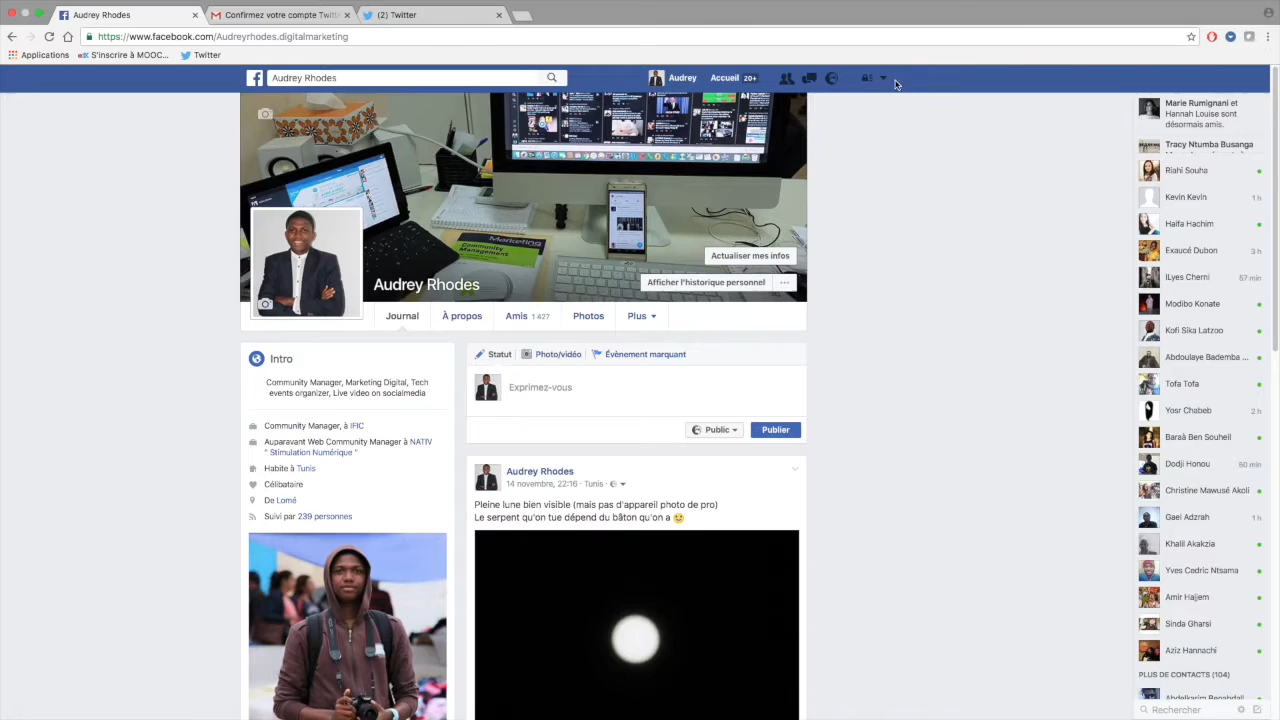 Audrey Rhodes
Confirmez votre compte Twitt
(2) Twitter
https://www.facebook.com/Audreyrhodes.digitalmarketing
Applications
S'inscrire à MOOC...
Twitter
Audrey Rhodes
Audrey
Accueil 20+
Marie Rumignani et
Hannah Louise sont
désormais amis.
Tracy Ntumba Busanga
Riahi Souha
Kevin Kevin 1 h
Haifa Hachim
Exaucé Dubon 3 h
ILyes Cherni 57 min
Modibo Konate
Kofi Sika Latzoo
Abdoulaye Bademba ...
Tofa Tofa
Yosr Chabeb 2 h
Baraà Ben Souheil
Dodji Honou 50 min
Christine Mawusé Akoli
Gael Adzrah 1 h
Khalil Akakzia
Yves Cedric Ntsama
Amir Hajjem
Sinda Gharsi
Aziz Hannachi
PLUS DE CONTACTS (104)
Abdelkarim Benabdall
Rechercher
Marketing
Community
Management
Actualiser mes infos
Audrey Rhodes
Afficher l'historique personnel ...
Journal
À propos
Amis 1 427
Photos
Plus
Intro
Community Manager, Marketing Digital, Tech
events organizer, Live video on socialmedia
Community Manager, à IFIC
Auparavant Web Community Manager à NATIV
" Stimulation Numérique "
Habite à Tunis
Célibataire
De Lomé
Suivi par 239 personnes
Statut
Photo/vidéo
Évènement marquant
Exprimez-vous
Public
Publier
Audrey Rhodes
14 novembre, 22:16 · Tunis ·
Pleine lune bien visible (mais pas d'appareil photo de pro)
Le serpent qu'on tue dépend du bâton qu'on a